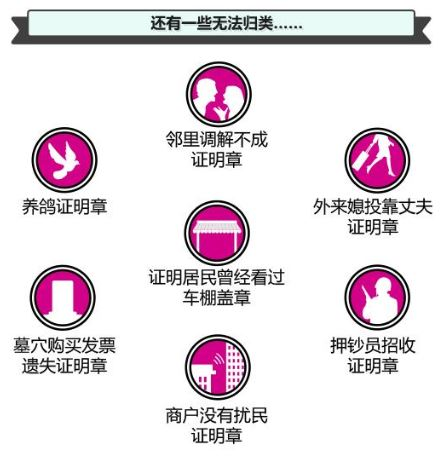 还有一些无法归类......
邻里调解不成
证明章
养鸽证明章
外来媳投靠丈夫
证明章
证明居民曾经看过
车棚盖章
墓穴购买发票
遗失证明章
押钞员招收
证明章
商户没有扰民
证明章